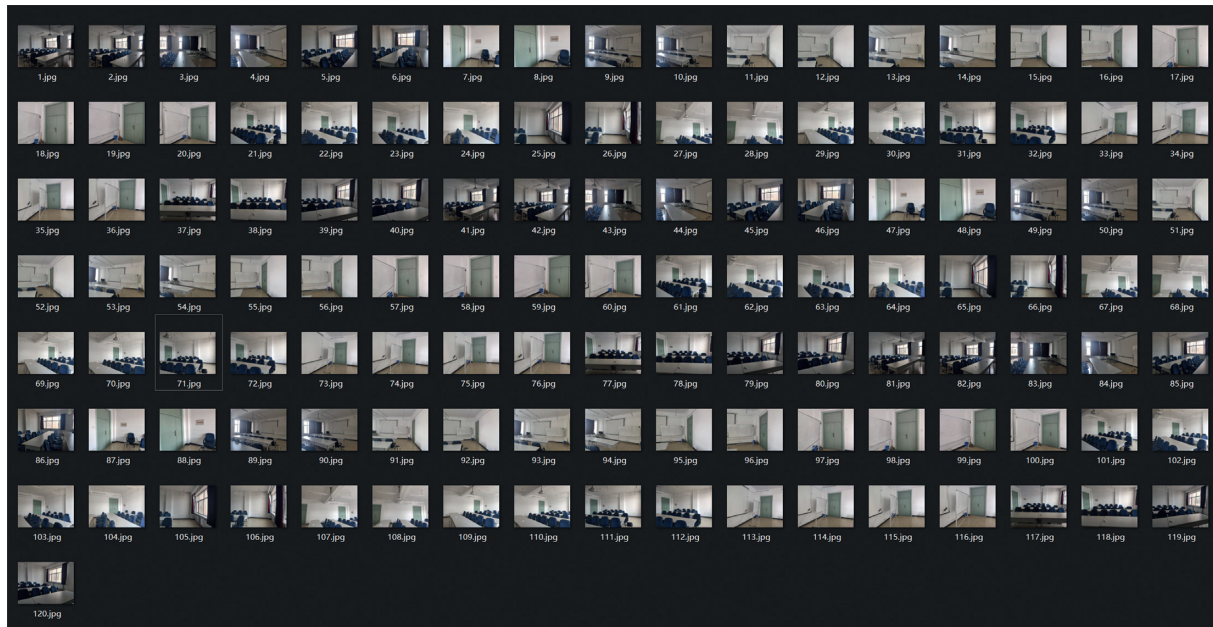 1.jpg 2.jpg 3.jpg 4.jpg 5.jpg 6.jpg 7.jpg 8.jpg 9.jpg 10.jpg 11.jpg 12.jpg 13.jpg 14.jpg 15.jpg 16.jpg 17.jpg
18.jpg 19.jpg 20.jpg 21.jpg 22.jpg 23.jpg 24.jpg 25.jpg 26.jpg 27.jpg 28.jpg 29.jpg 30.jpg 31.jpg 32.jpg 33.jpg 34.jpg
35.jpg 36.jpg 37.jpg 38.jpg 39.jpg 40.jpg 41.jpg 42.jpg 43.jpg 44.jpg 45.jpg 46.jpg 47.jpg 48.jpg 49.jpg 50.jpg 51.jpg
52.jpg 53.jpg 54.jpg 55.jpg 56.jpg 57.jpg 58.jpg 59.jpg 60.jpg 61.jpg 62.jpg 63.jpg 64.jpg 65.jpg 66.jpg 67.jpg 68.jpg
69.jpg 70.jpg 71.jpg 72.jpg 73.jpg 74.jpg 75.jpg 76.jpg 77.jpg 78.jpg 79.jpg 80.jpg 81.jpg 82.jpg 83.jpg 84.jpg 85.jpg
86.jpg 87.jpg 88.jpg 89.jpg 90.jpg 91.jpg 92.jpg 93.jpg 94.jpg 95.jpg 96.jpg 97.jpg 98.jpg 99.jpg 100.jpg 101.jpg 102.jpg
103.jpg 104.jpg 105.jpg 106.jpg 107.jpg 108.jpg 109.jpg 110.jpg 111.jpg 112.jpg 113.jpg 114.jpg 115.jpg 116.jpg 117.jpg 118.jpg 119.jpg
120.jpg